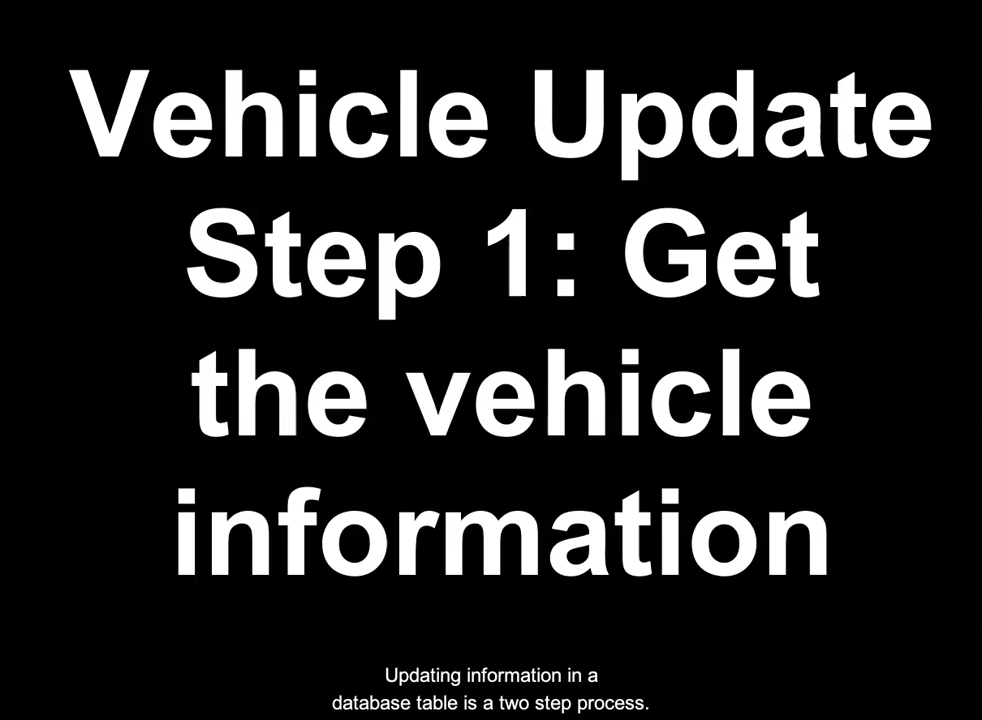 Vehicle Update
Step 1: Get
the vehicle
information
Updating information in a
database table is a two step process.